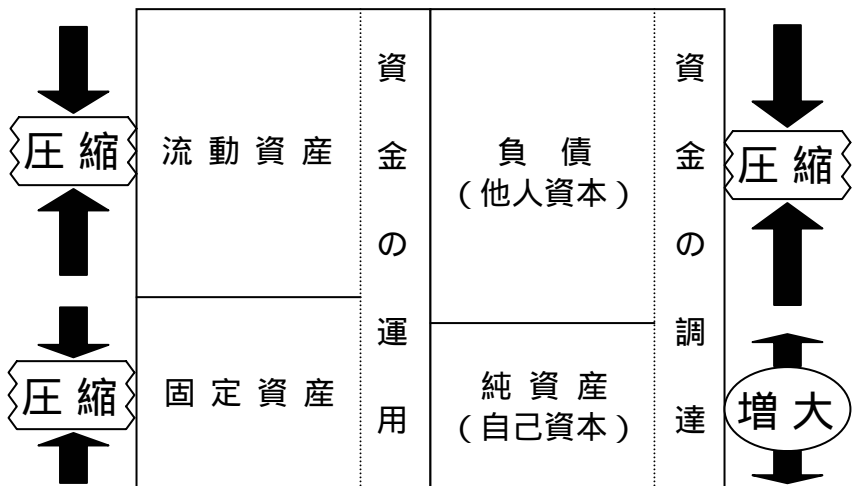 圧縮
流動資産
資金の運用
負債
(他人資本)
資金の調達
圧縮
圧縮
固定資産
純資産
(自己資本)
増大